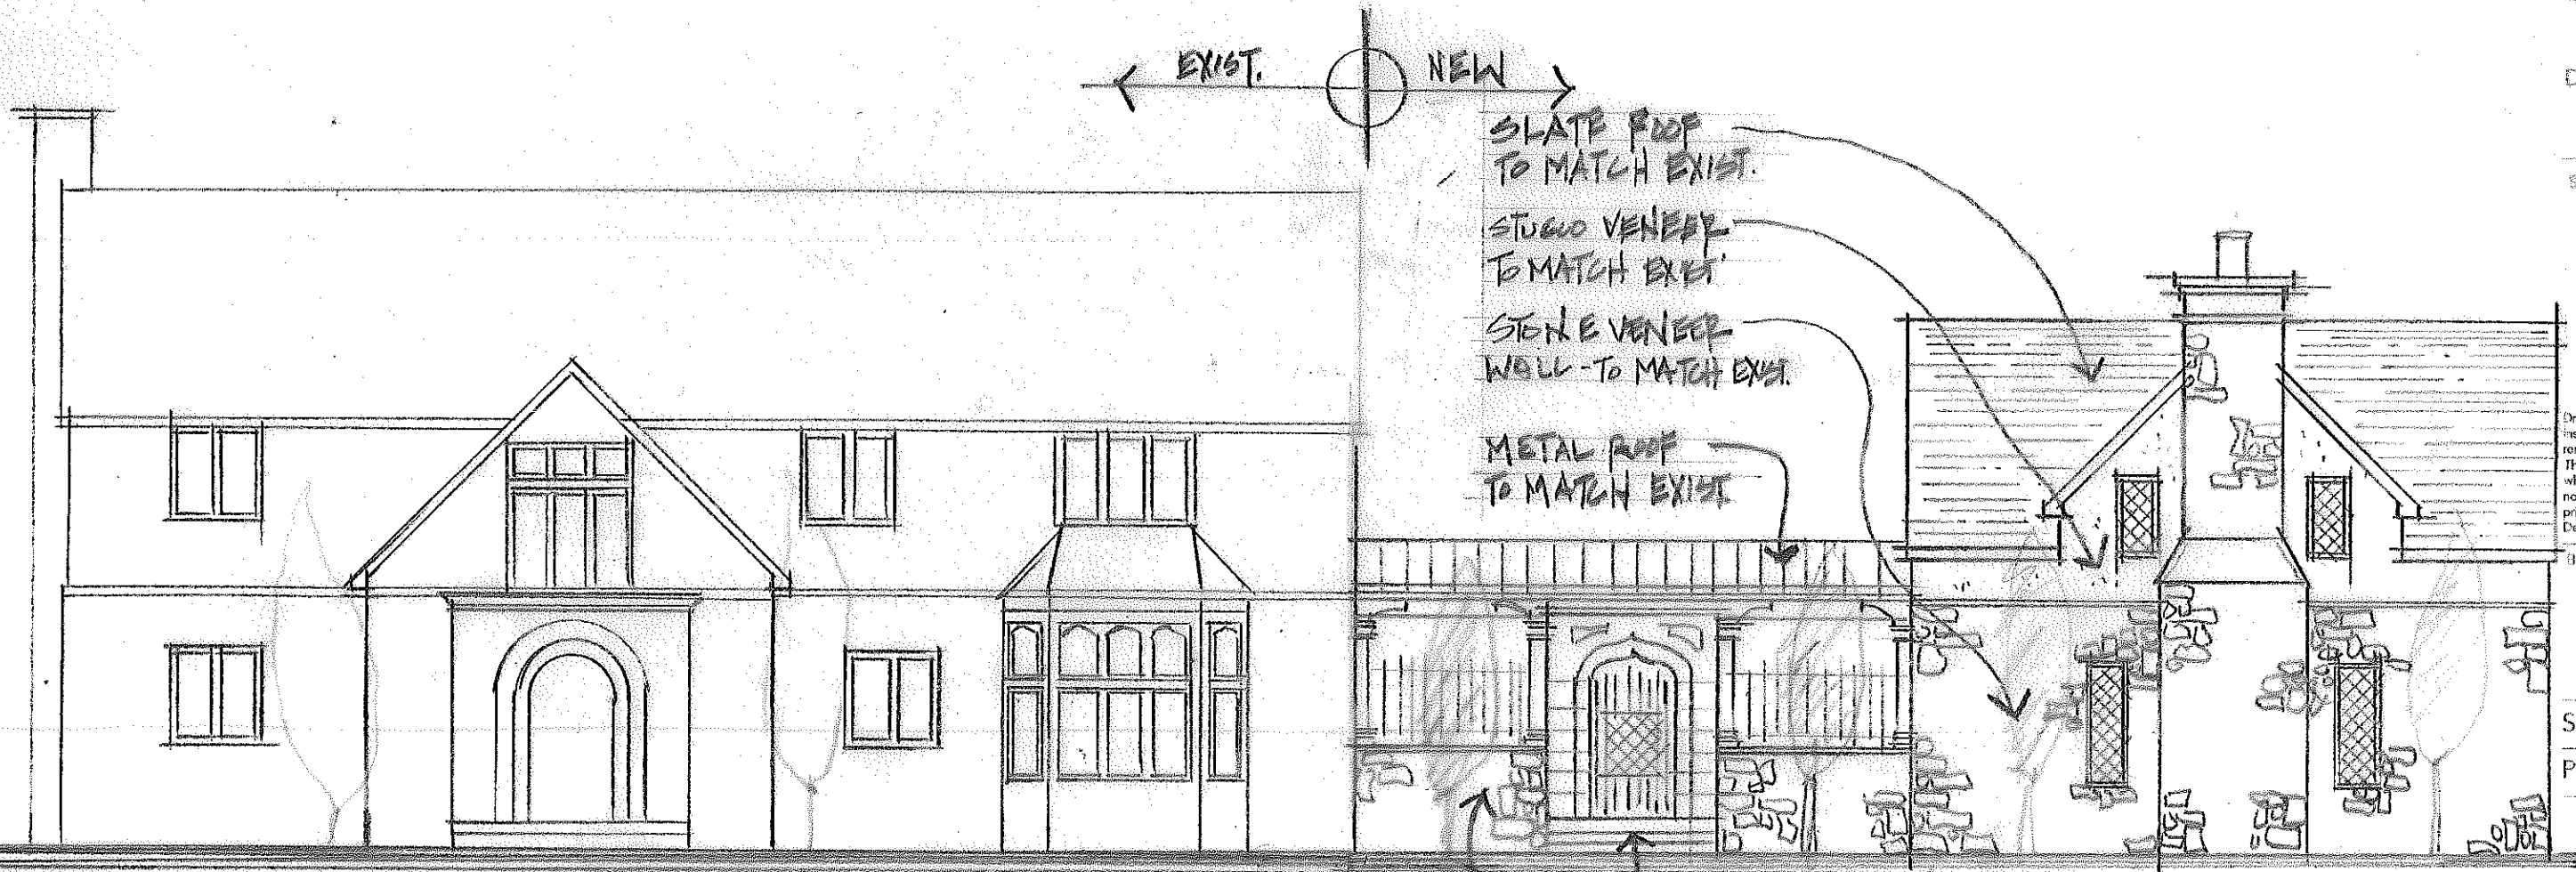 EXIST. NEW
SLATE ROOF
TO MATCH EXIST.
STUCCO VENEER
TO MATCH EXIST.
STONE VENEER
WALL - TO MATCH EXIST.
METAL ROOF
TO MATCH EXIST.